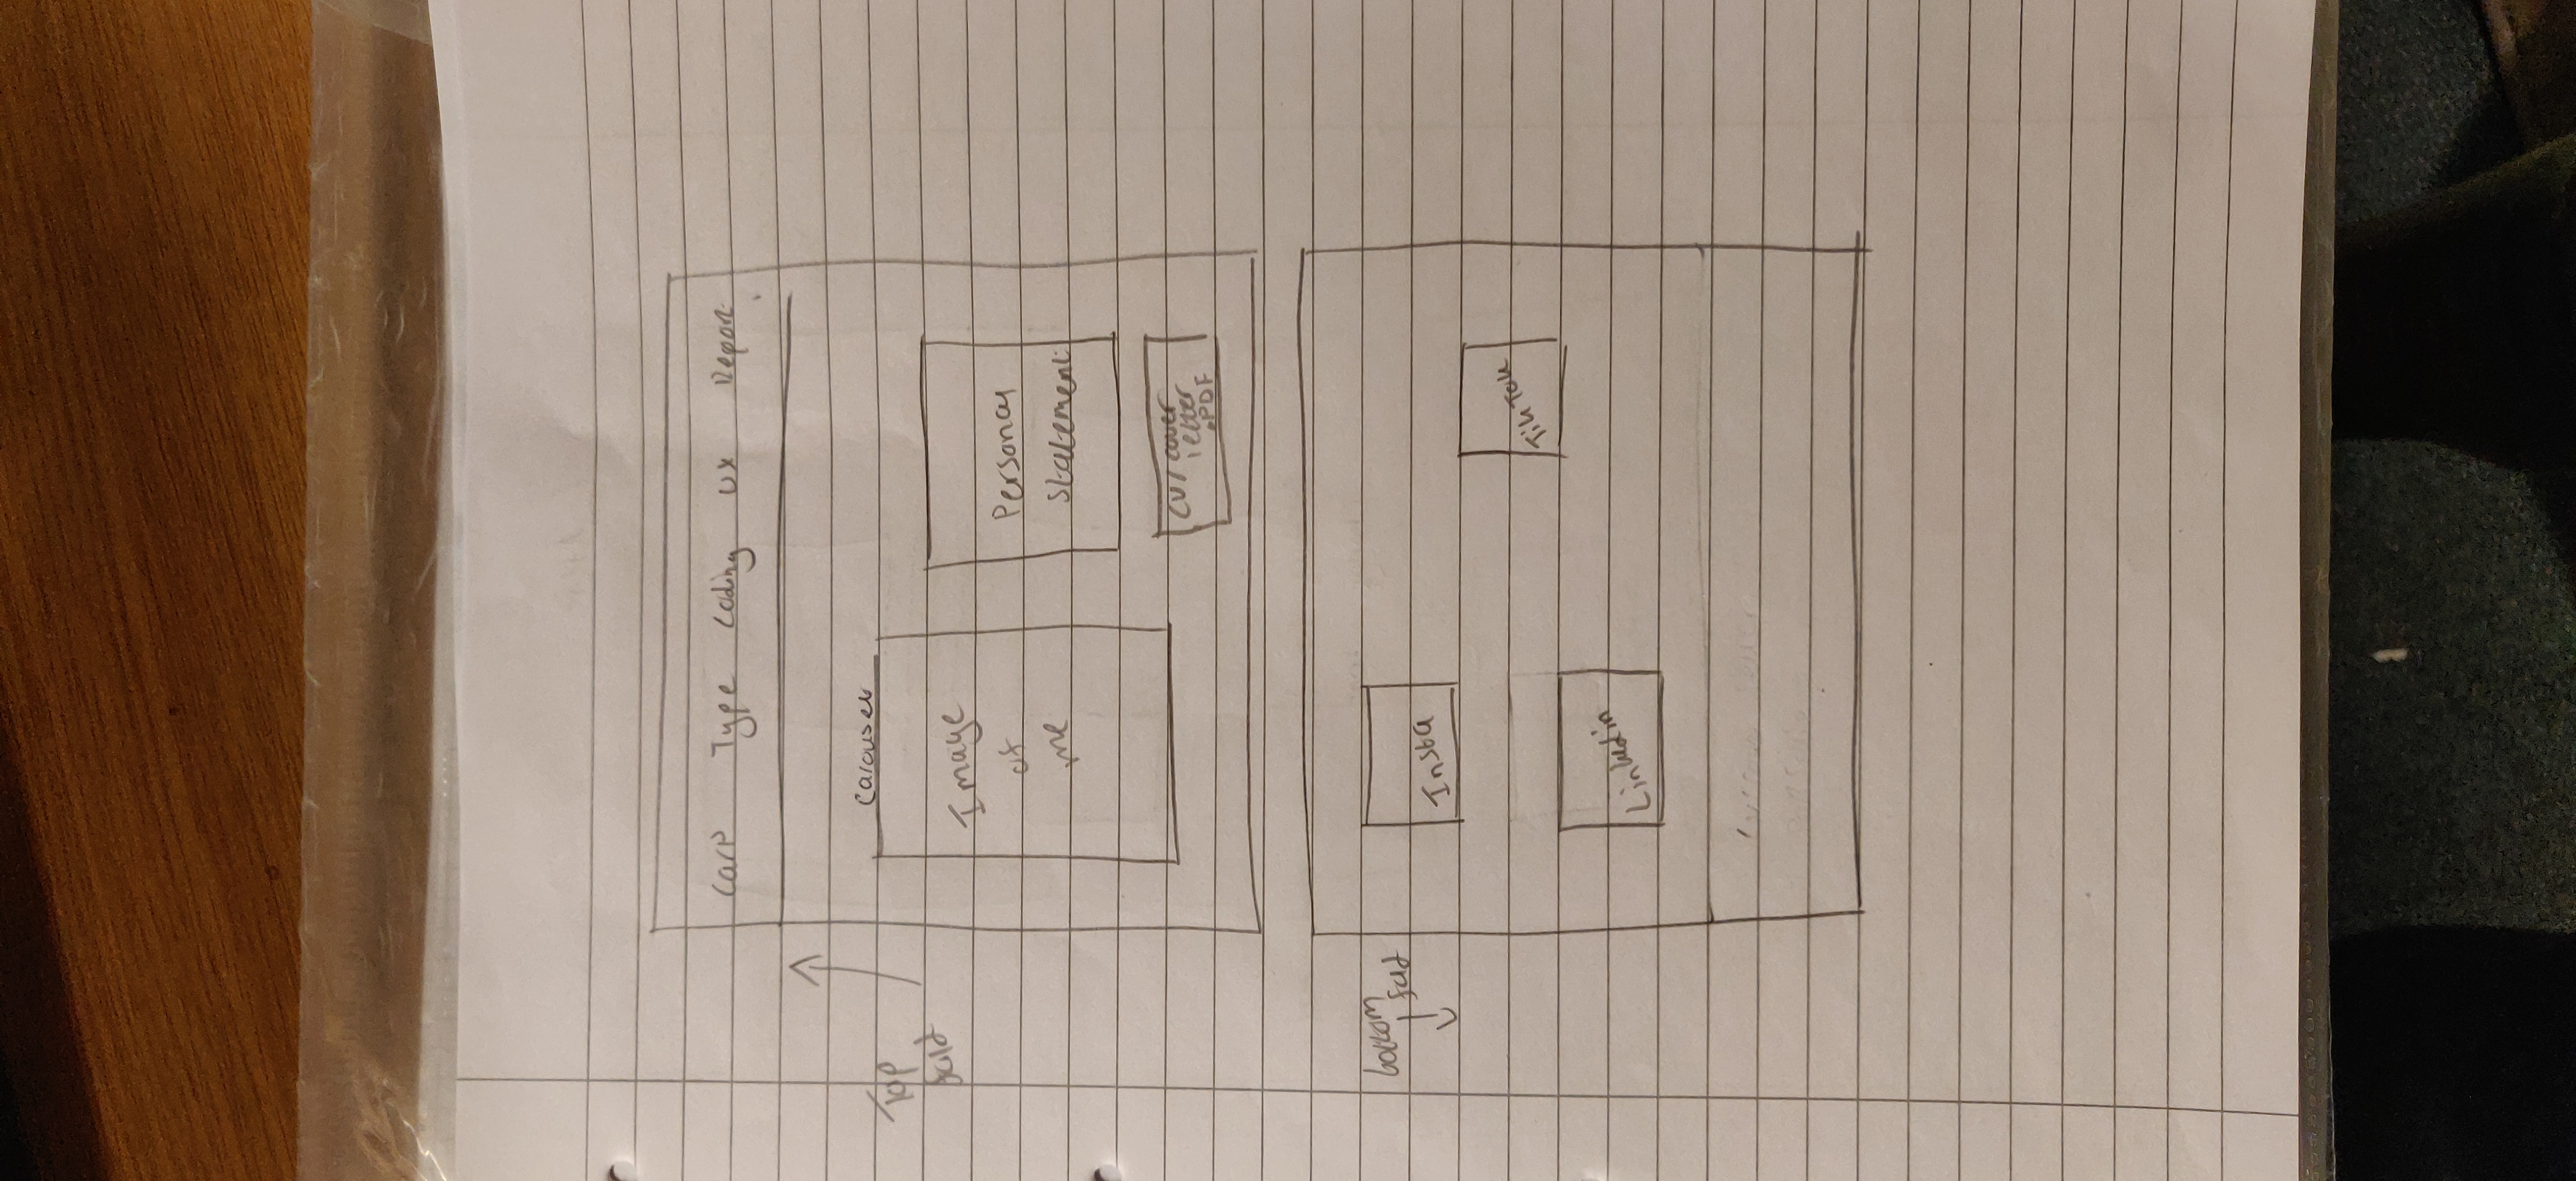 CarP Type Coding UX Report
Top
fold
Carousel
Image
of
me
Personal
Statement
CV/cover
letter
.PDF
bottom
fold
Insta
TikTok
Linkedin